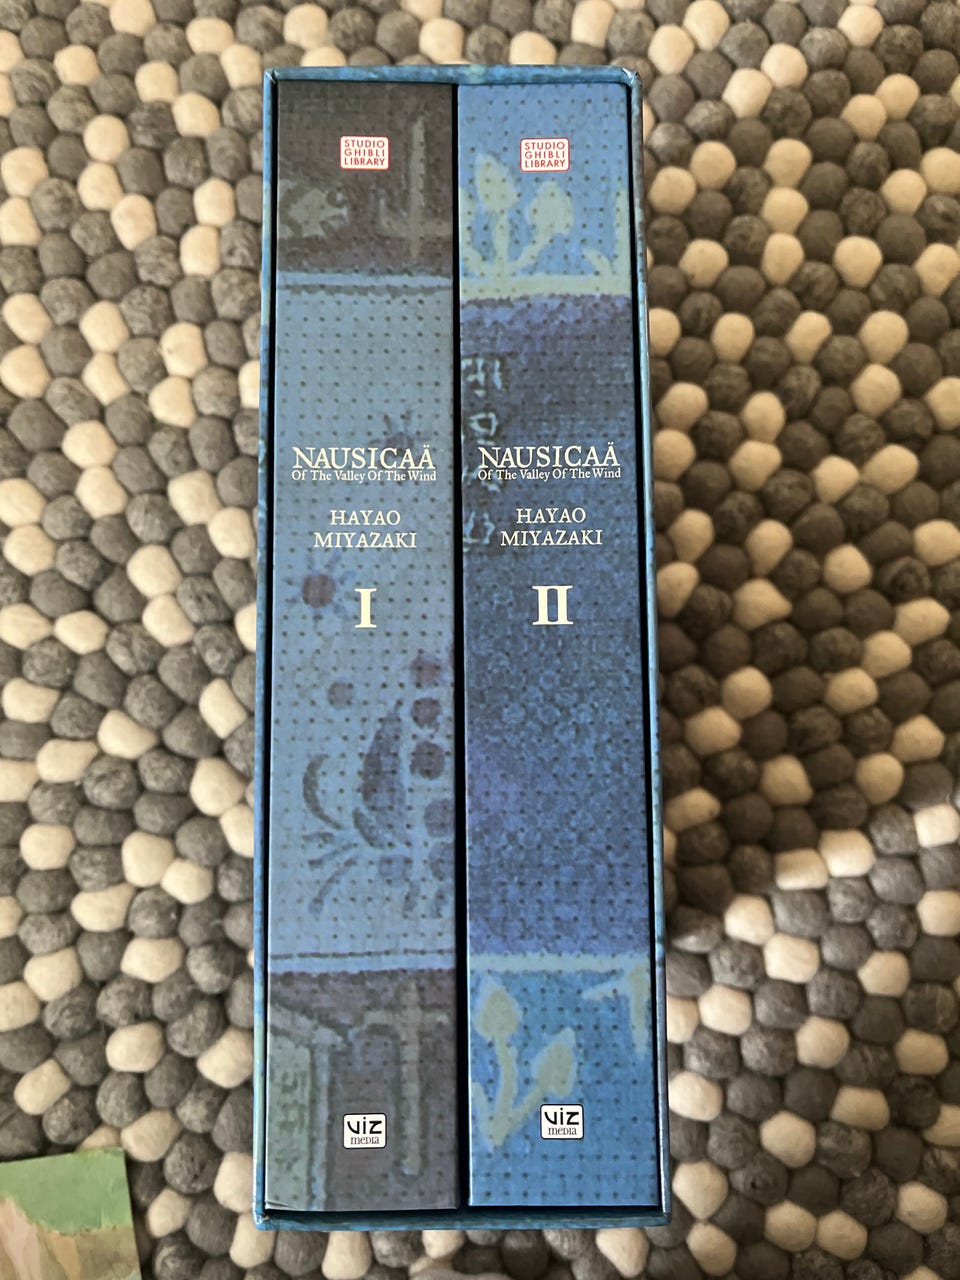 STUDIO
GHIBLI
LIBRARY
NAUSICAÄ
Of The Valley Of The Wind
HAYAO
MIYAZAKI
I
VIZ
MEDIA
STUDIO
GHIBLI
LIBRARY
NAUSICAÄ
Of The Valley Of The Wind
HAYAO
MIYAZAKI
II
VIZ
MEDIA